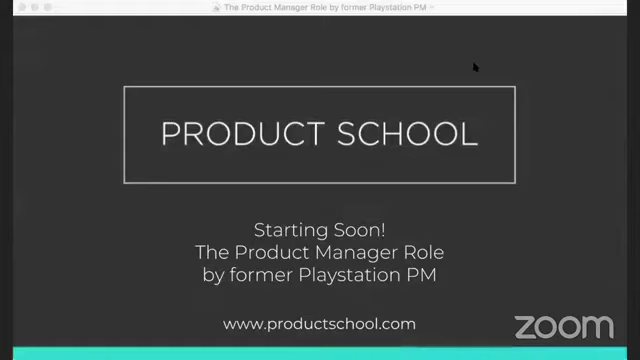 The Product Manager Role by former Playstation PM
PRODUCT SCHOOL
Starting Soon!
The Product Manager Role
by former Playstation PM
www.productschool.com
zoom